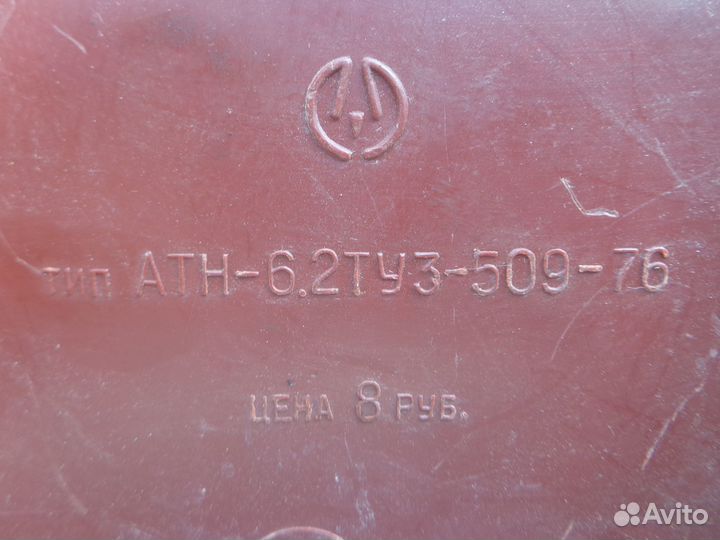 тип АТН-6.2ТУ3-509-76
ЦЕНА 8 РУБ.
Avito